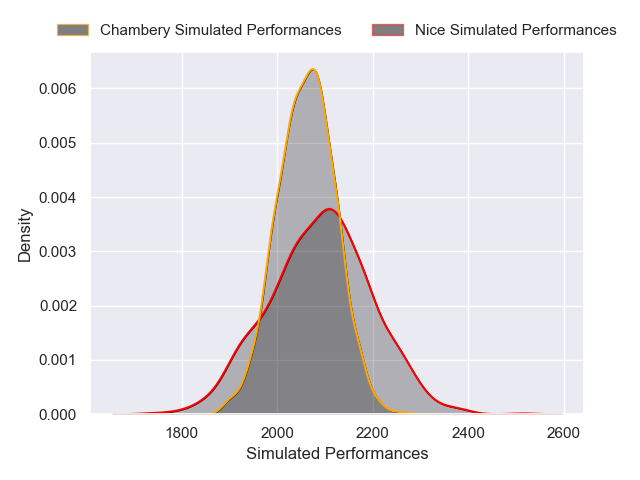 Chambery Simulated Performances Nice Simulated Performances
0.006
0.005
0.004
0.003
0.002
0.001
0.000
Density
1800 2000 2200 2400 2600
Simulated Performances